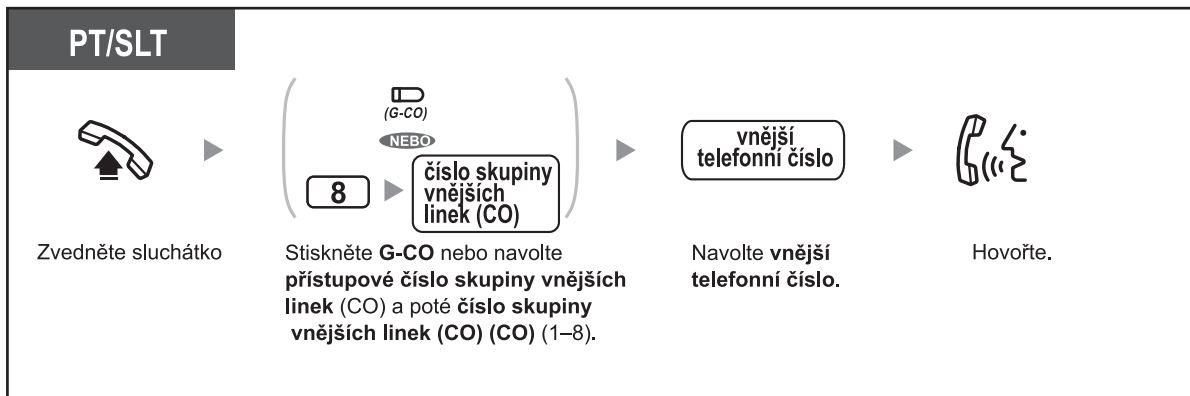 PT/SLT
(G-CO)
NEBO
8
číslo skupiny
vnějších
linek (CO)
vnější
telefonní číslo
Zvedněte sluchátko
Stiskněte G-CO nebo navolte
přístupové číslo skupiny vnějších
linek (CO) a poté číslo skupiny
vnějších linek (CO) (CO) (1–8).
Navolte vnější
telefonní číslo.
Hovořte.